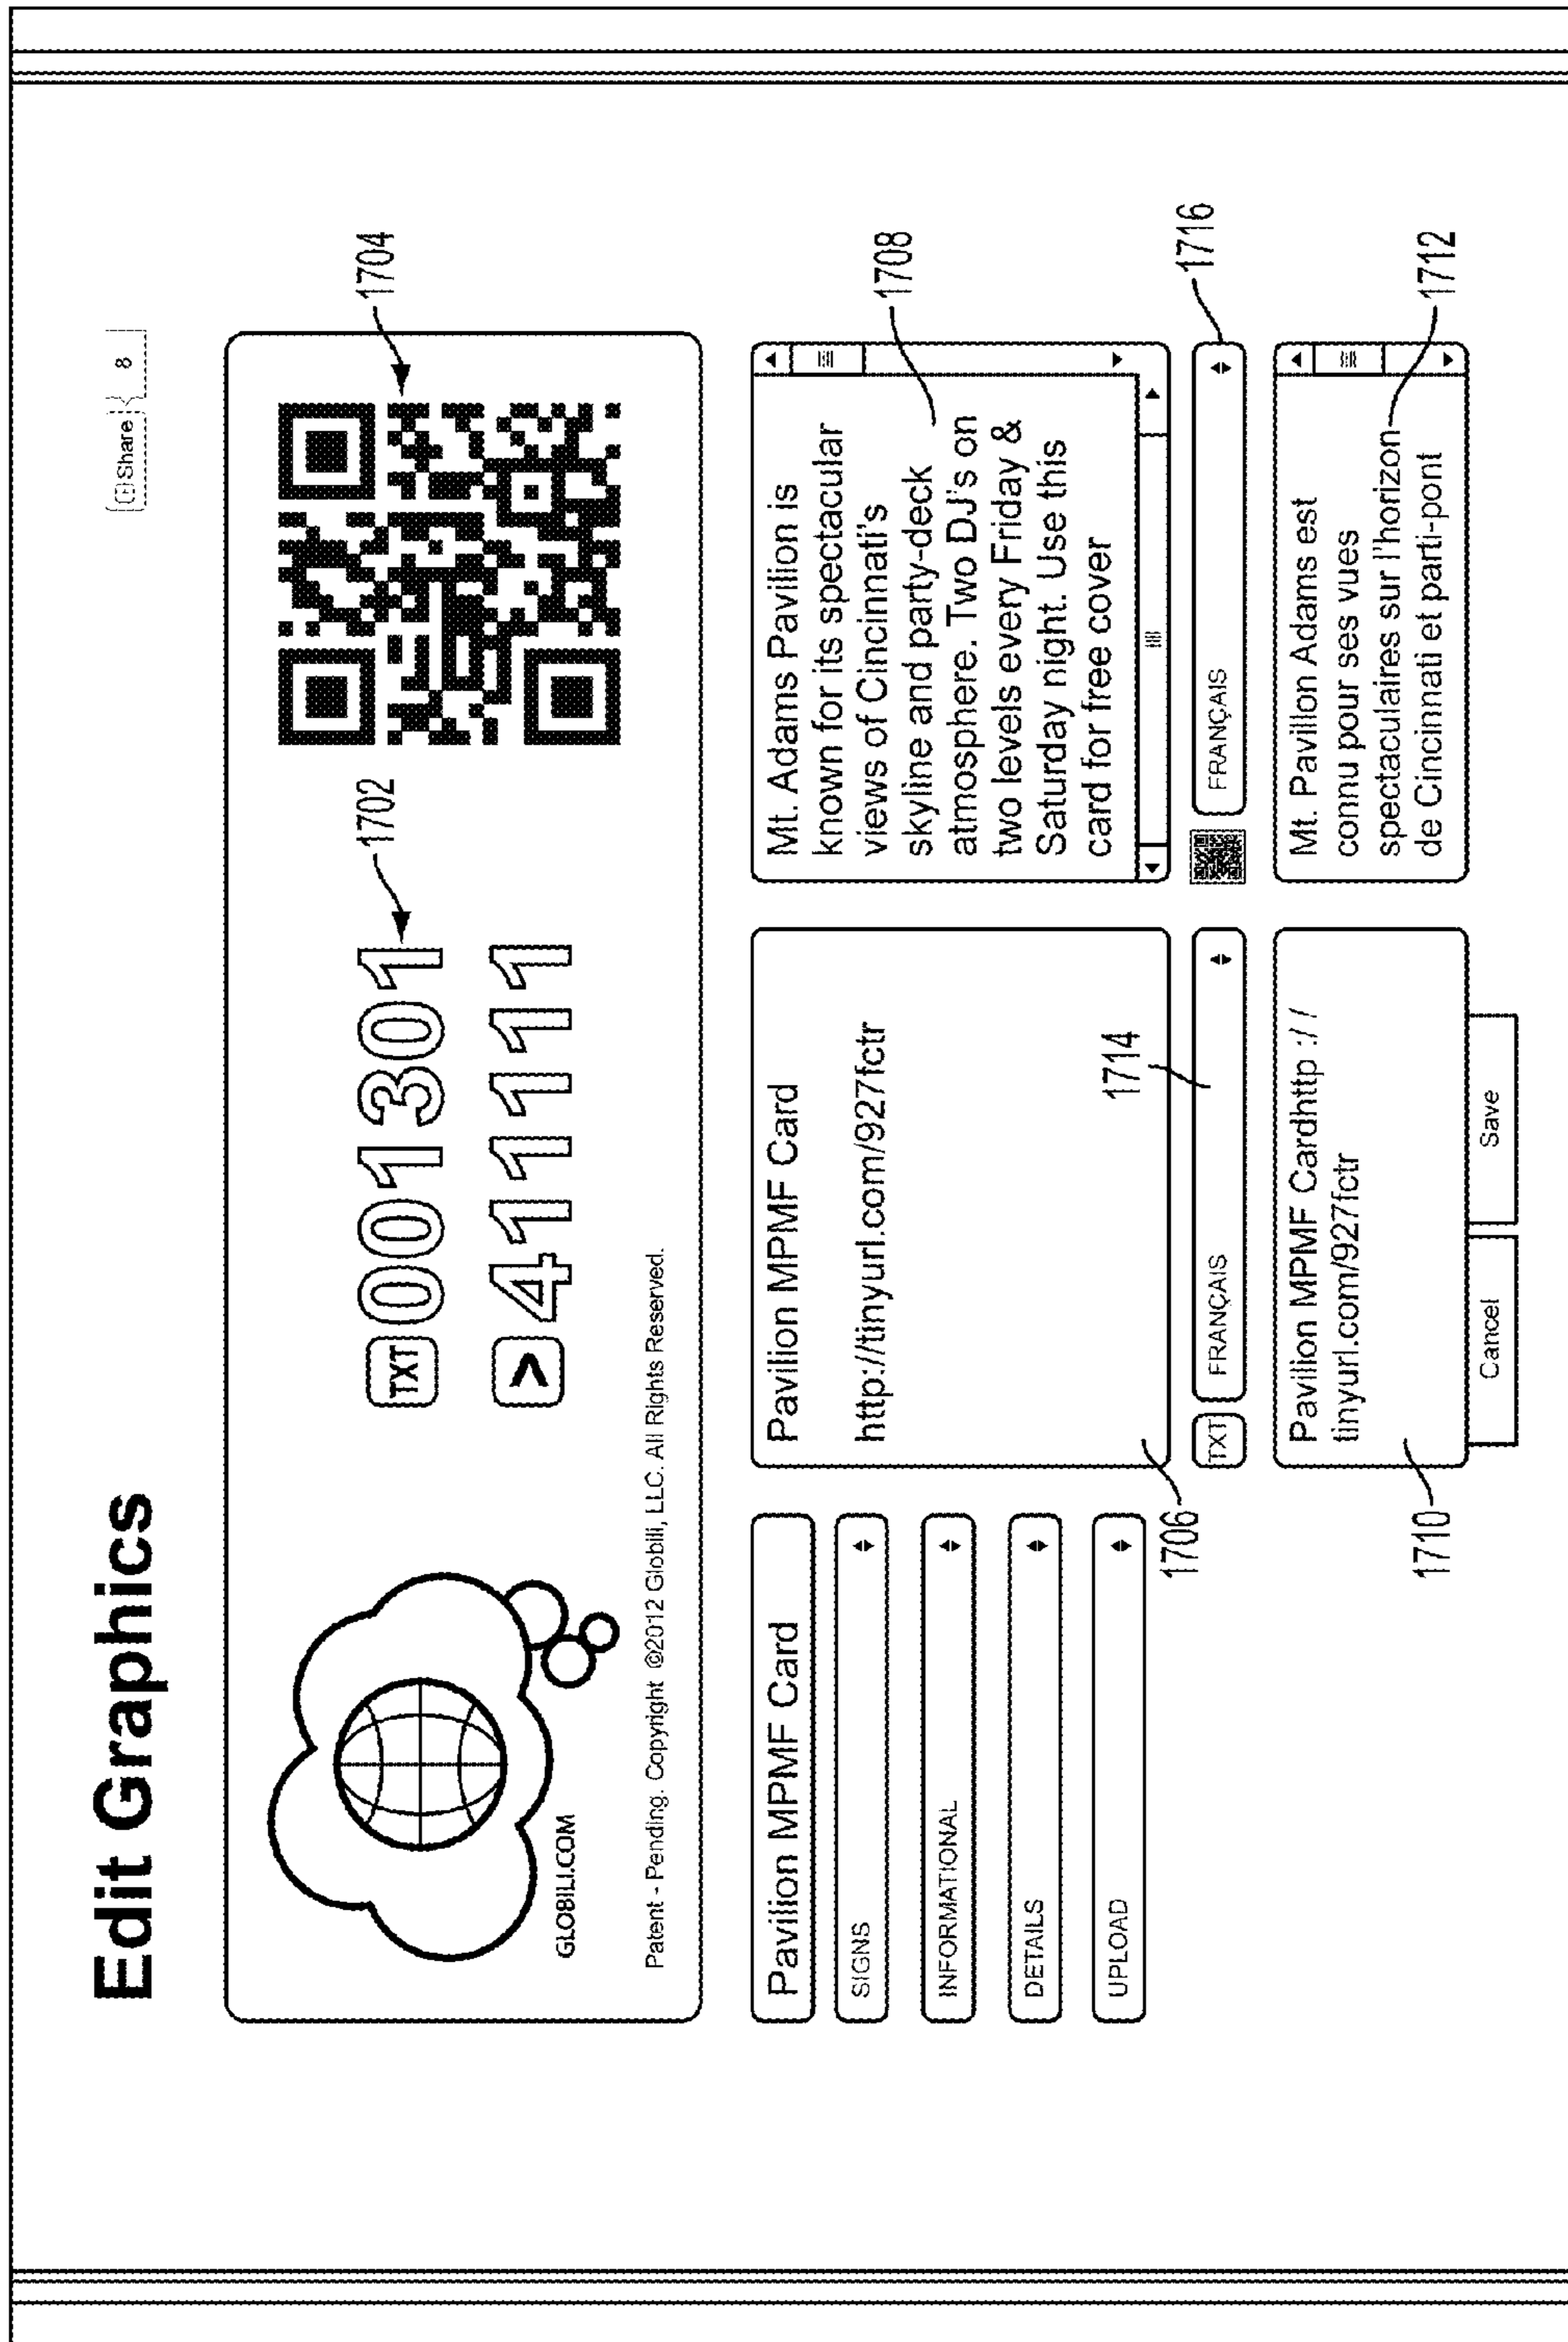 Edit Graphics
Share 8
GLOBILI.COM
TXT 001301
> 411111
1702
1704
Patent - Pending. Copyright ©2012 Globili, LLC. All Rights Reserved.
Pavilion MPMF Card
SIGNS
INFORMATIONAL
DETAILS
UPLOAD
Pavilion MPMF Card
http://tinyurl.com/927fctr
1706
1714
Mt. Adams Pavilion is
known for its spectacular
views of Cincinnati's
skyline and party-deck
atmosphere. Two DJ's on
two levels every Friday &
Saturday night. Use this
card for free cover
1708
TXT FRANÇAIS
FRANÇAIS
1716
Pavilion MPMF Cardhttp ://
tinyurl.com/927fctr
1710
Mt. Pavillon Adams est
connu pour ses vues
spectaculaires sur l'horizon
de Cincinnati et parti-pont
1712
Cancel
Save